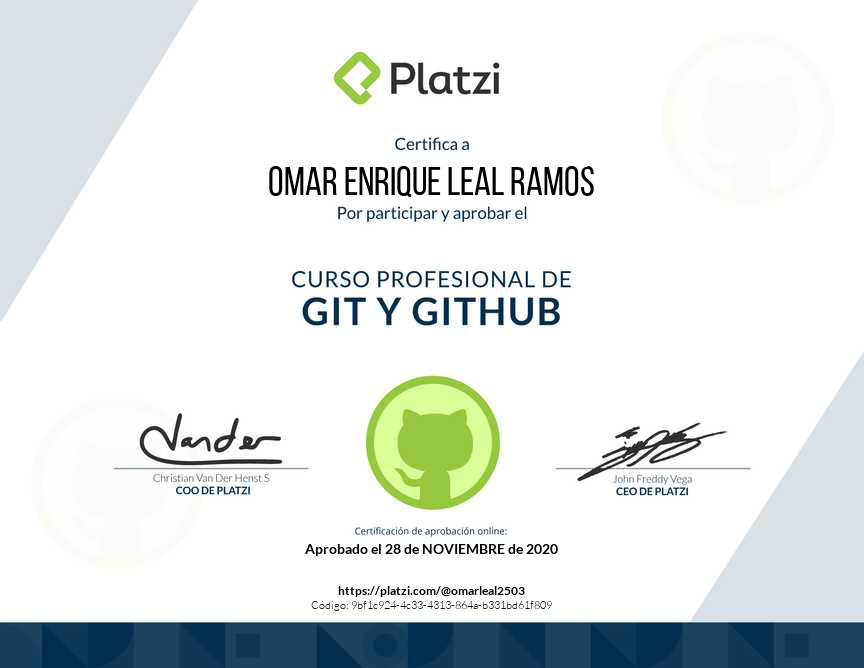 Platzi
Certifica a
OMAR ENRIQUE LEAL RAMOS
Por participar y aprobar el
CURSO PROFESIONAL DE
GIT Y GITHUB
Vander
Christian Van Der Henst S
COO DE PLATZI
John Freddy Vega
CEO DE PLATZI
Certificación de aprobación online:
Aprobado el 28 de NOVIEMBRE de 2020
https://platzi.com/@omarleal2503
Código: 9bf1c924-4c33-4313-864a-b331bd61f809